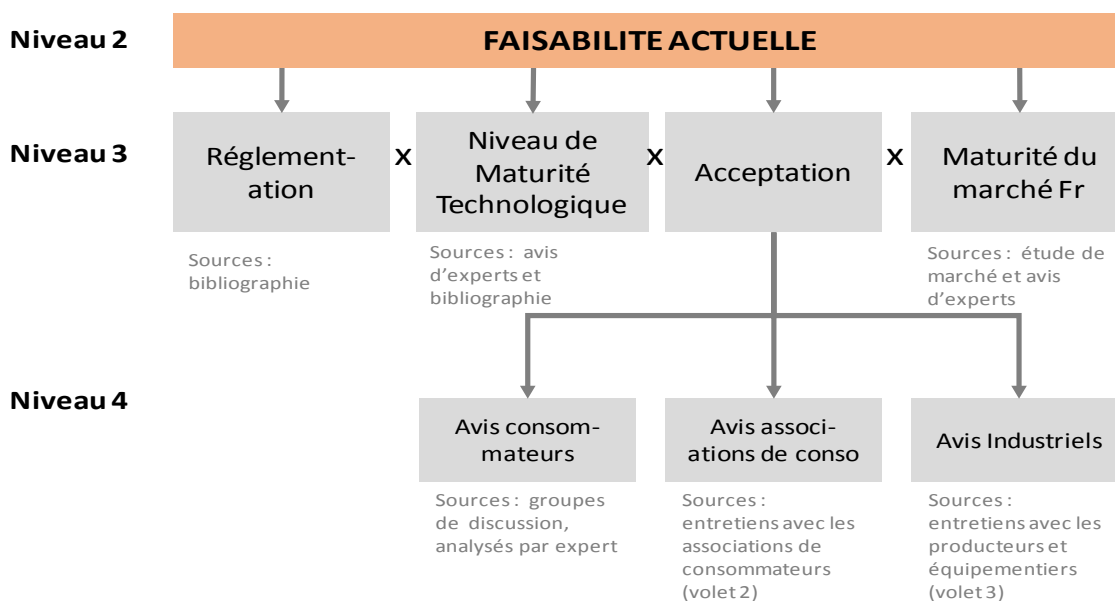 Niveau 2
FAISABILITE ACTUELLE
Niveau 3
Réglement-
ation
x
Niveau de
Maturité
Technologique
x
Acceptation
x
Maturité du
marché Fr
Sources :
bibliographie
Sources : avis
d'experts et
bibliographie
Sources : étude de
marché et avis
d'experts
Niveau 4
Avis consom-
mateurs
Avis associ-
ations de conso
Avis Industriels
Sources : groupes
de discussion,
analysés par expert
Sources :
entretiens avec les
associations de
consommateurs
(volet 2)
Sources :
entretiens avec les
producteurs et
équipementiers
(volet 3)